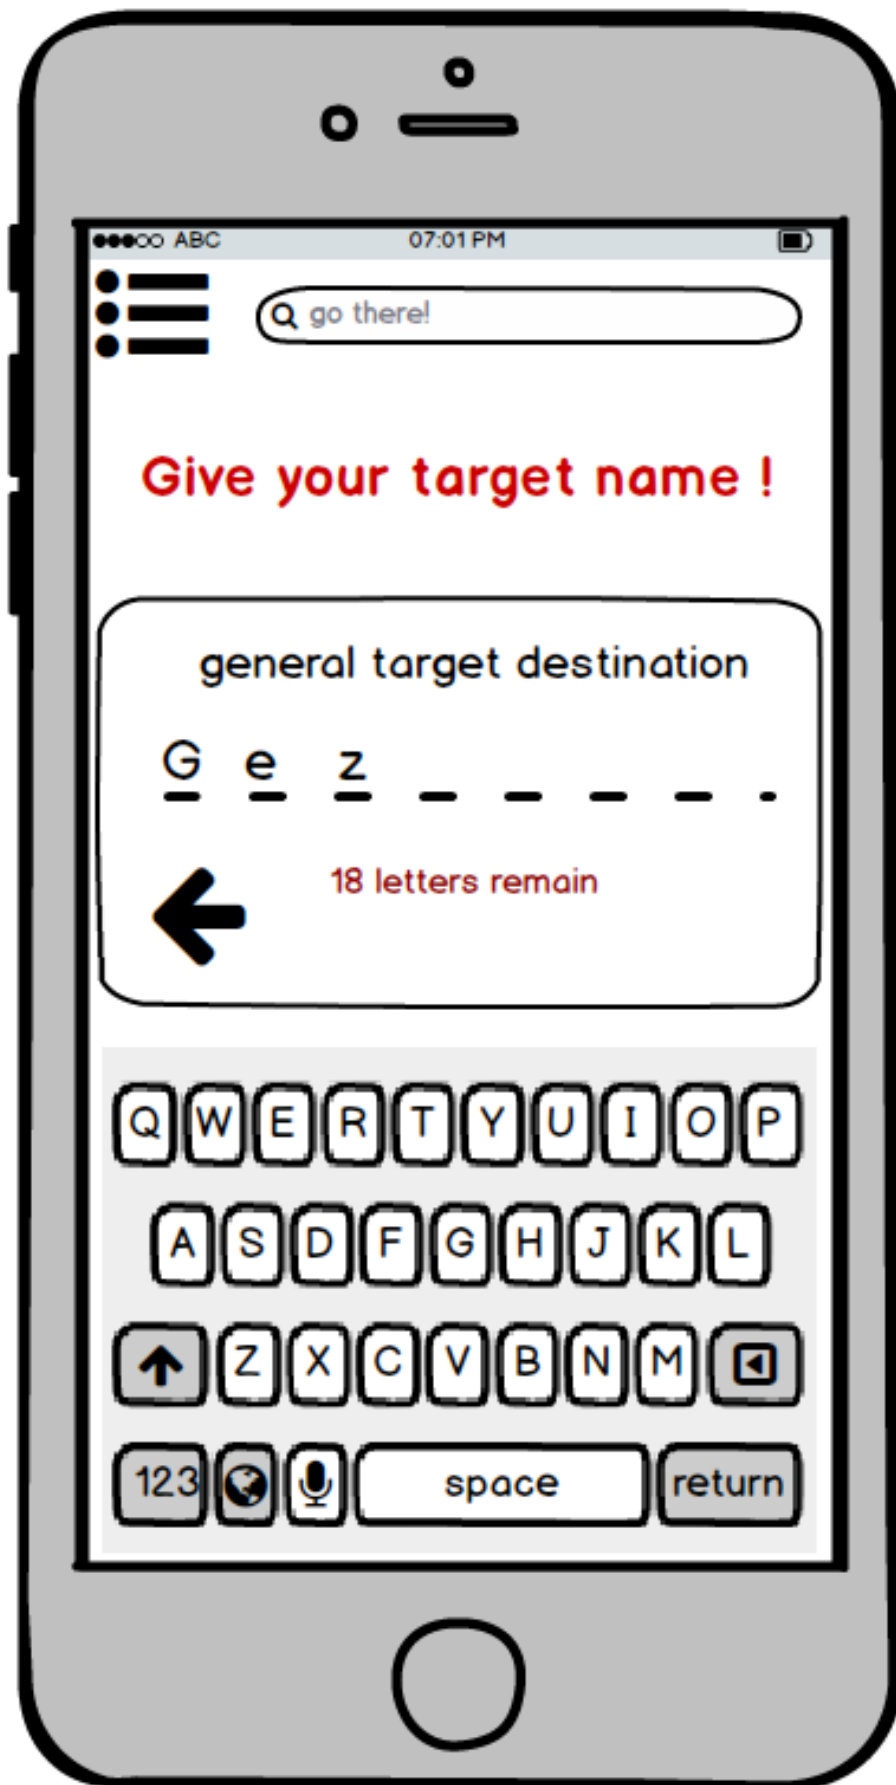 ABC 07:01 PM
go there!
Give your target name !
general target destination
G e z
18 letters remain
Q W E R T Y U I O P
A S D F G H J K L
Z X C V B N M
123 space return